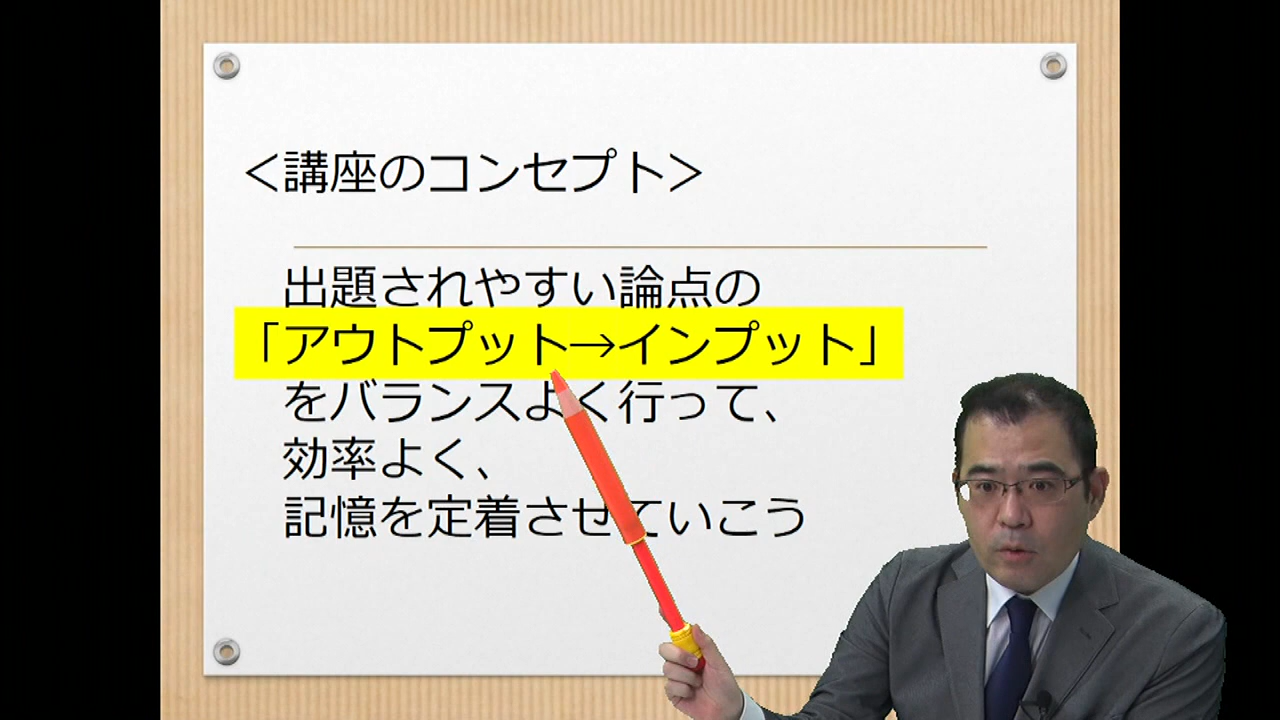 ＜講座のコンセプト＞
出題されやすい論点の
「アウトプット→インプット」
をバランスよく行って、
効率よく、
記憶を定着させていこう